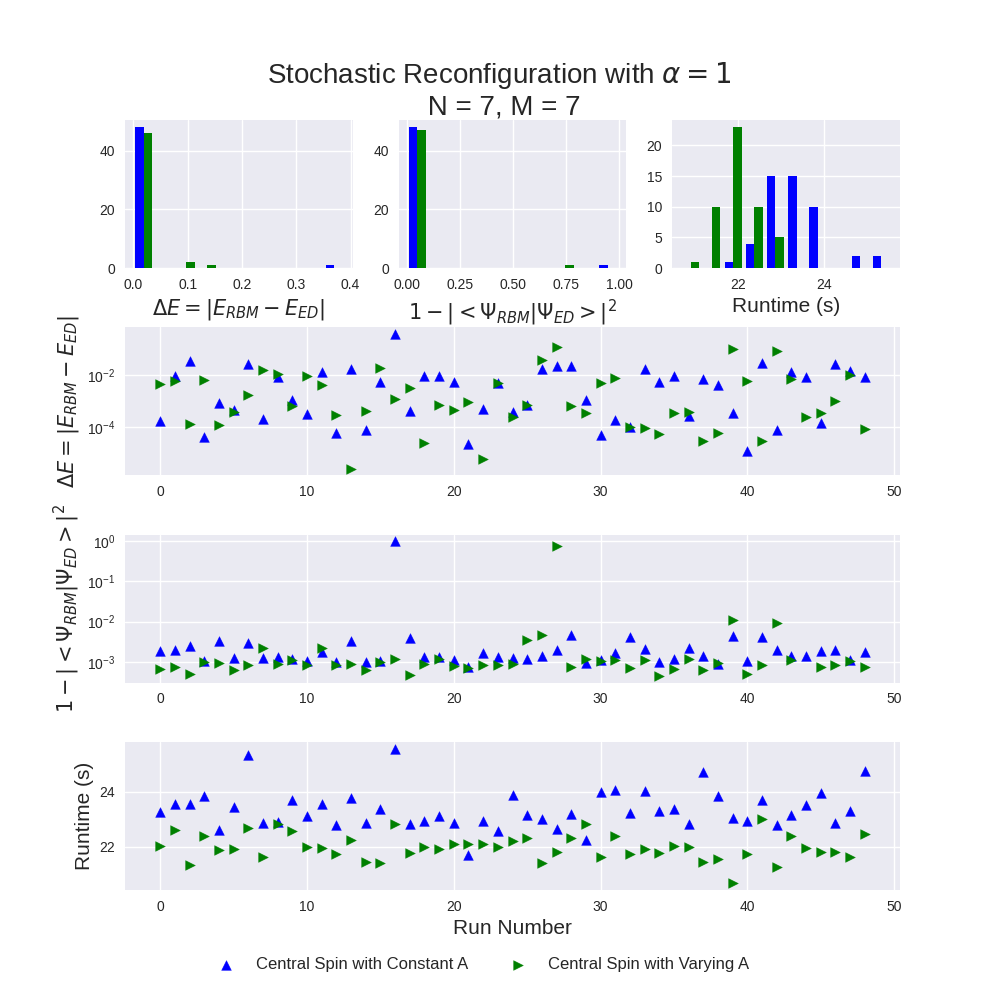 Stochastic Reconfiguration with α = 1
N = 7, M = 7
40
20
0
0.0 0.1 0.2 0.3 0.4
ΔE = |E_RBM − E_ED|
40
20
0
0.00 0.25 0.50 0.75 1.00
1 − | < Ψ_RBM|Ψ_ED > |²
20
15
10
5
0
22 24
Runtime (s)
ΔE = |E_RBM − E_ED|
10⁻²
10⁻⁴
0 10 20 30 40 50
1 − | < Ψ_RBM|Ψ_ED > |²
10⁰
10⁻¹
10⁻²
10⁻³
0 10 20 30 40 50
Runtime (s)
24
22
0 10 20 30 40 50
Run Number
Central Spin with Constant A Central Spin with Varying A